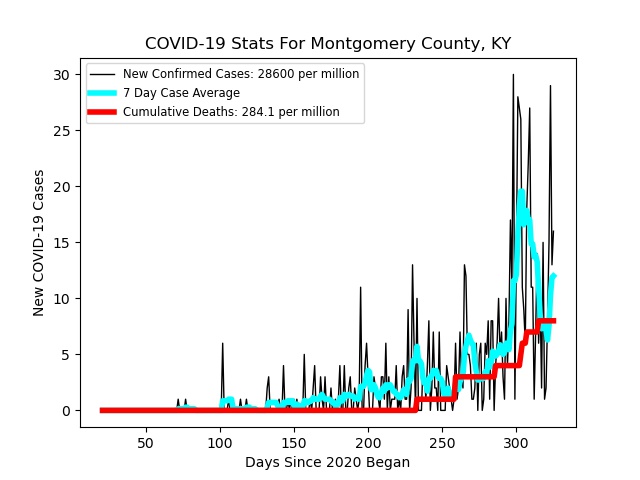 COVID-19 Stats For Montgomery County, KY
New Confirmed Cases: 28600 per million
7 Day Case Average
Cumulative Deaths: 284.1 per million
New COVID-19 Cases
30
25
20
15
10
5
0
50 100 150 200 250 300
Days Since 2020 Began